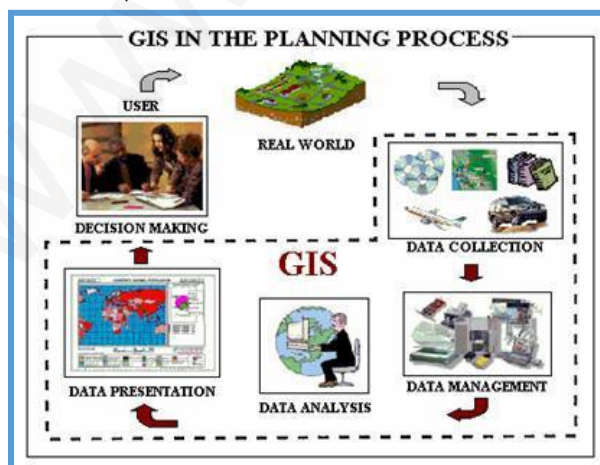 GIS IN THE PLANNING PROCESS
USER
REAL WORLD
DECISION MAKING
DATA COLLECTION
GIS
DATA PRESENTATION
DATA ANALYSIS
DATA MANAGEMENT